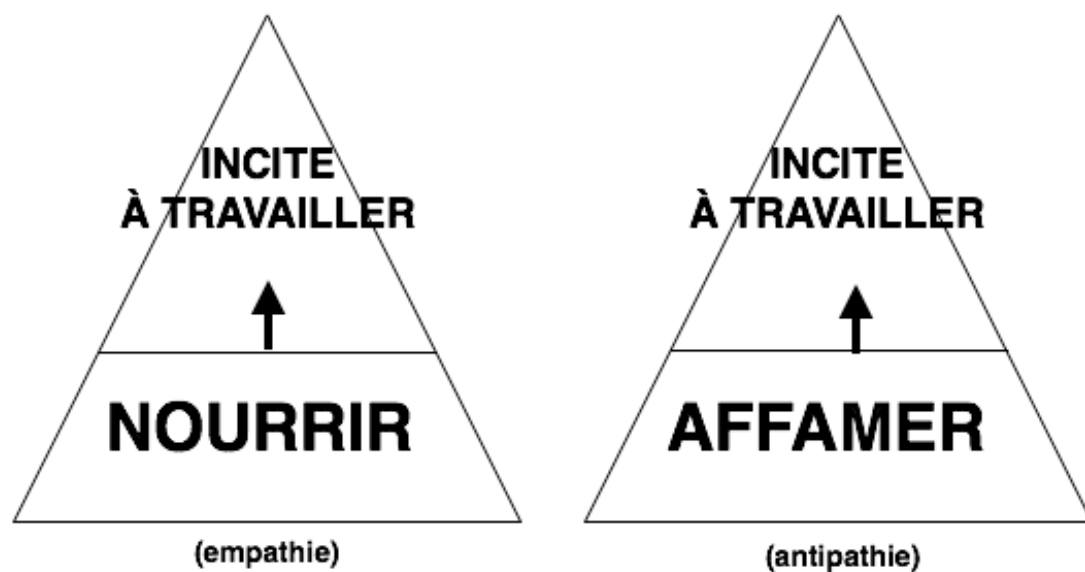 INCITE
À TRAVAILLER
NOURRIR
(empathie)
INCITE
À TRAVAILLER
AFFAMER
(antipathie)